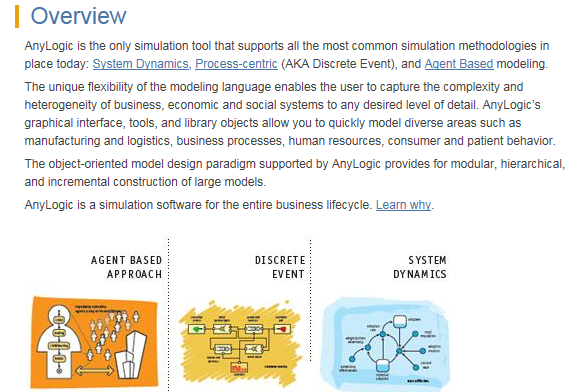 Overview
AnyLogic is the only simulation tool that supports all the most common simulation methodologies in
place today: System Dynamics, Process-centric (AKA Discrete Event), and Agent Based modeling.
The unique flexibility of the modeling language enables the user to capture the complexity and
heterogeneity of business, economic and social systems to any desired level of detail. AnyLogic's
graphical interface, tools, and library objects allow you to quickly model diverse areas such as
manufacturing and logistics, business processes, human resources, consumer and patient behavior.
The object-oriented model design paradigm supported by AnyLogic provides for modular, hierarchical,
and incremental construction of large models.
AnyLogic is a simulation software for the entire business lifecycle. Learn why.
AGENT BASED
APPROACH
DISCRETE
EVENT
SYSTEM
DYNAMICS